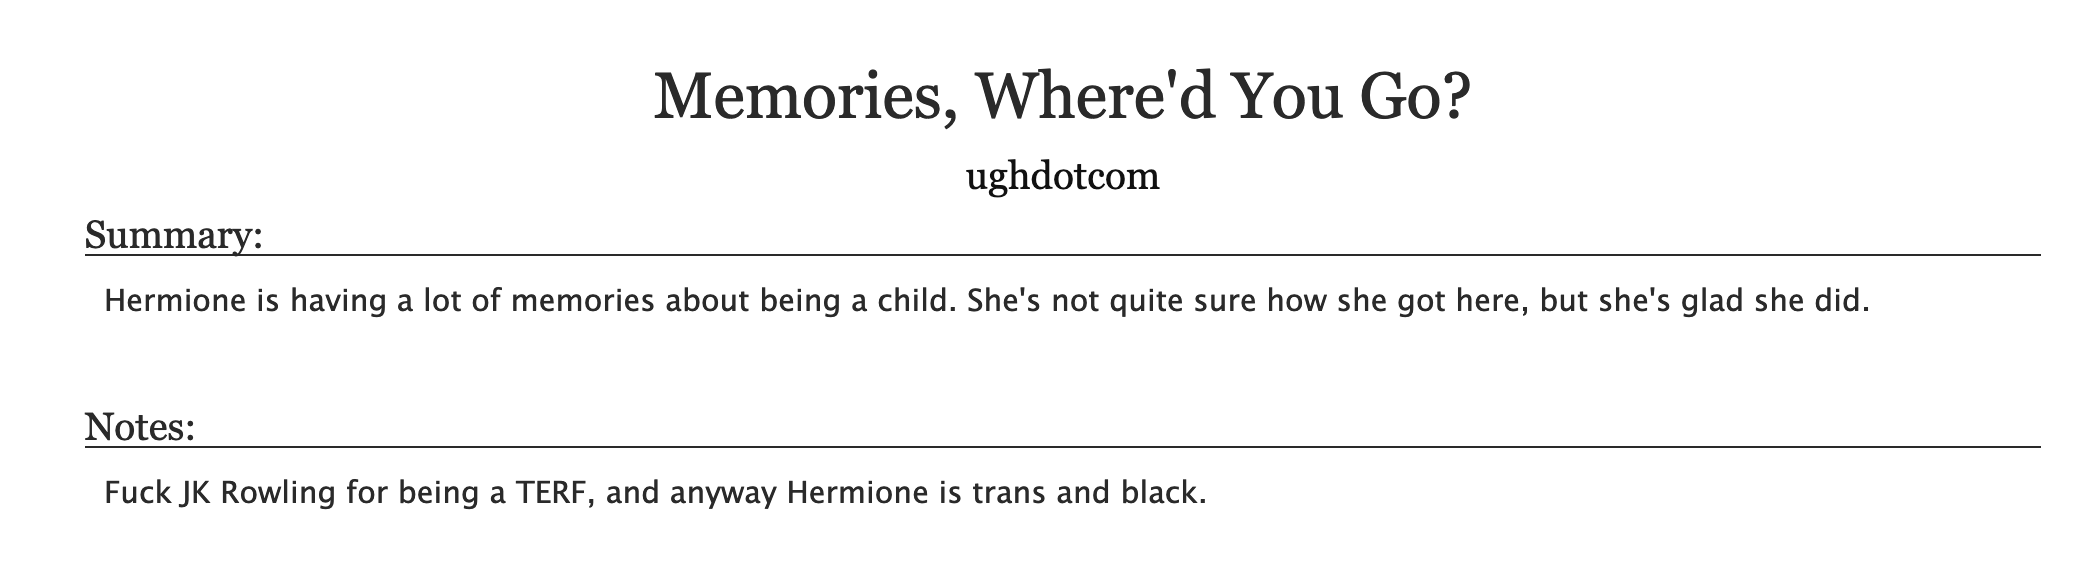 Memories, Where'd You Go?
ughdotcom
Summary:
Hermione is having a lot of memories about being a child. She's not quite sure how she got here, but she's glad she did.
Notes:
Fuck JK Rowling for being a TERF, and anyway Hermione is trans and black.